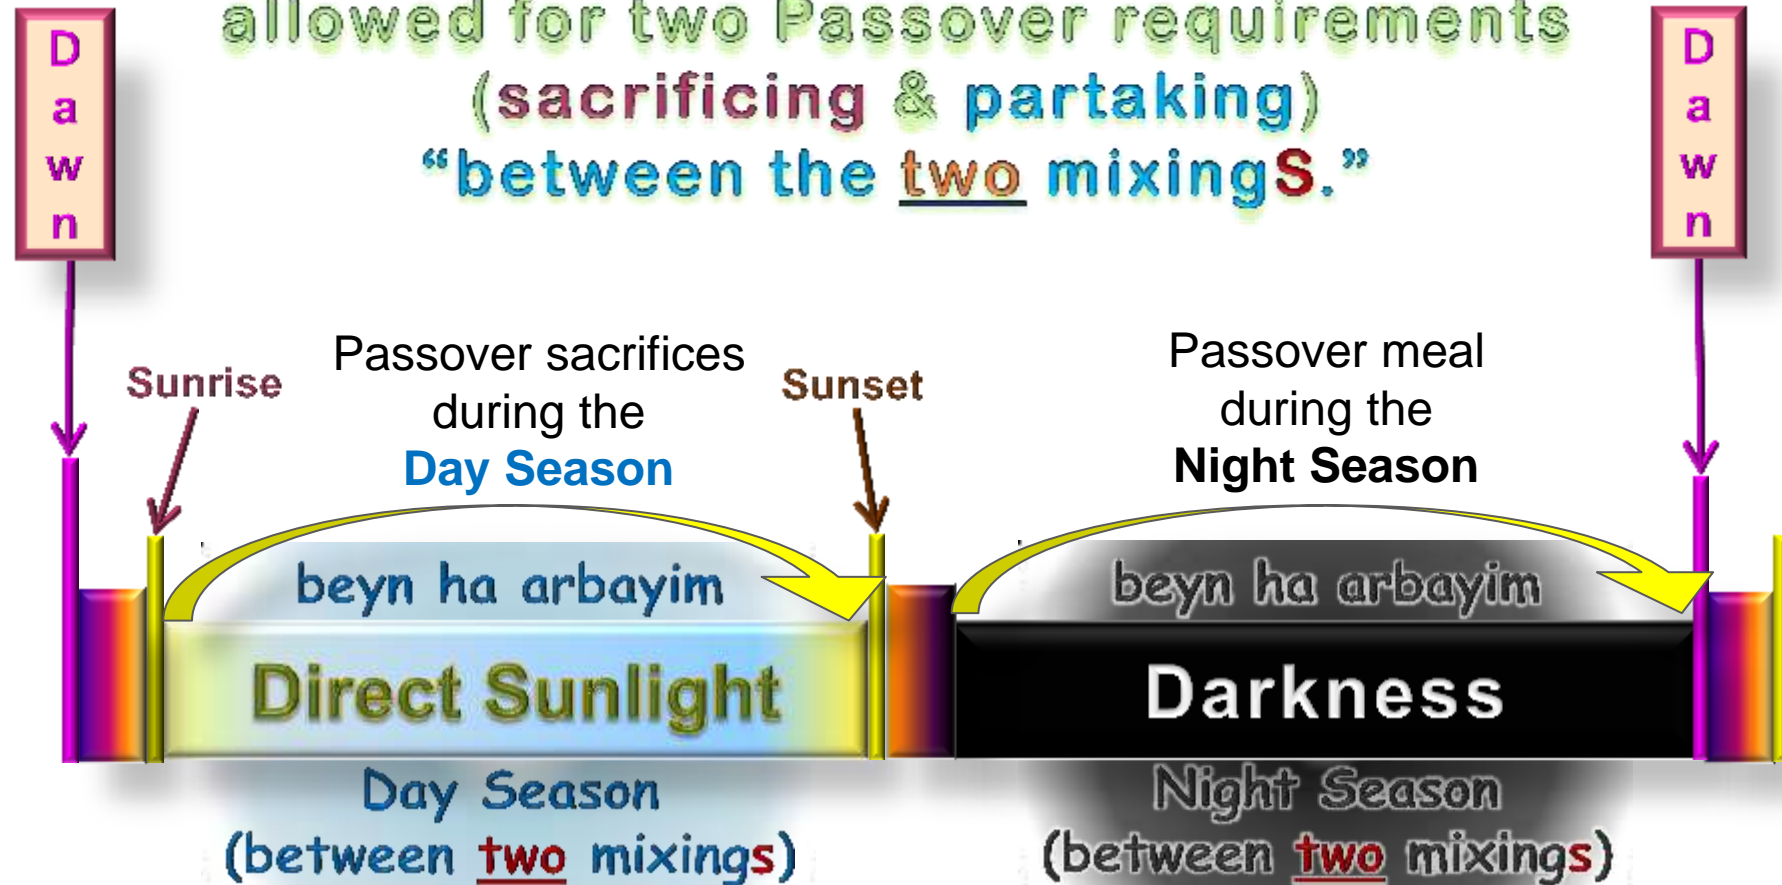 allowed for two Passover requirements
(sacrificing & partaking)
“between the two mixingS.”
Dawn
Dawn
Sunrise
Passover sacrifices
during the
Day Season
Sunset
Passover meal
during the
Night Season
beyn ha arbayim
beyn ha arbayim
Direct Sunlight
Darkness
Day Season
(between two mixings)
Night Season
(between two mixings)